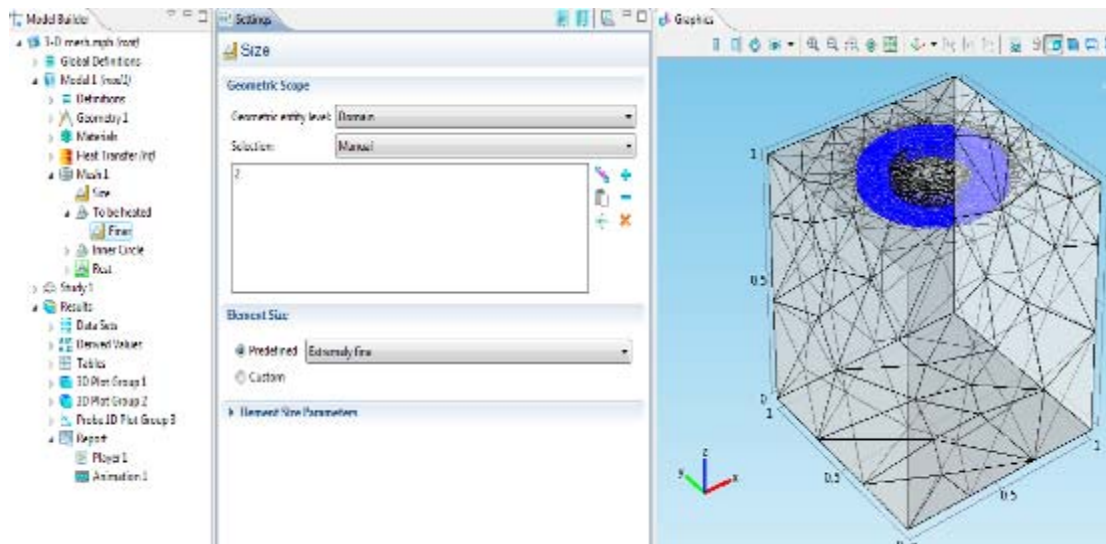 Model Builder
3-D mesh.mph (root)
Global Definitions
Model 1 (mod1)
Definitions
Geometry 1
Materials
Heat Transfer (ht)
Mesh 1
Size
To be heated
Finer
Inner Circle
Rest
Study 1
Results
Data Sets
Derived Values
Tables
3D Plot Group 1
3D Plot Group 2
Probe 1D Plot Group 3
Report
Player 1
Animation 1
Settings
Size
Geometric Scope
Geometric entity level: Domain
Selection: Manual
2
Element Size
Predefined Extremely fine
Custom
Element Size Parameters
Graphics
1
0.5
0
1
0.5
0.5
1
z
y
x